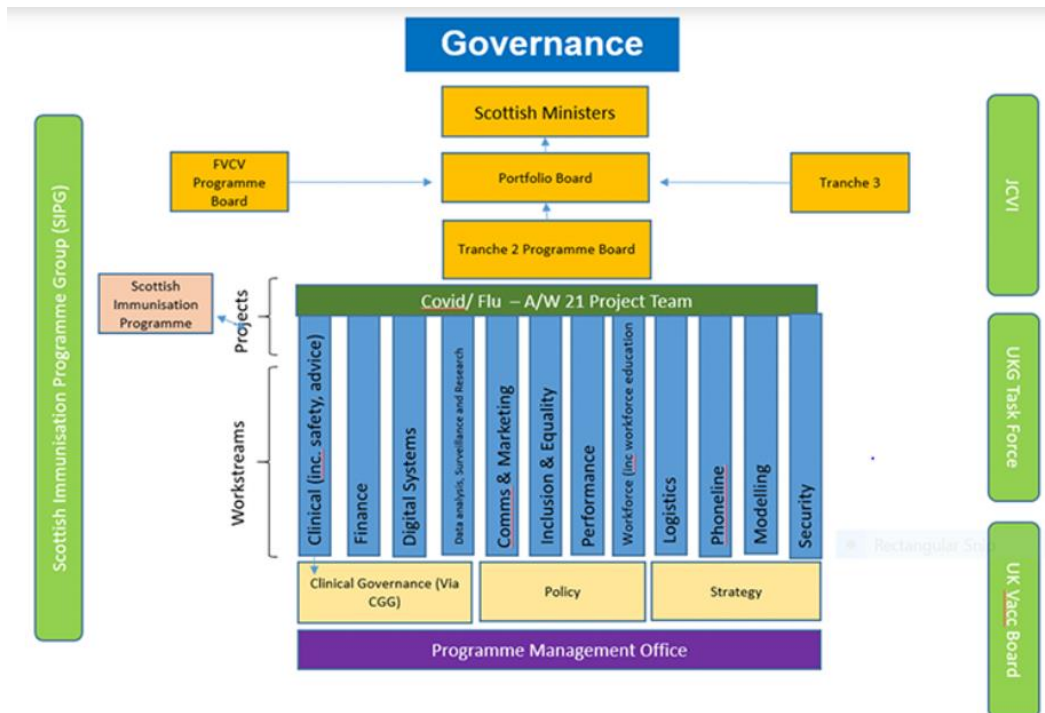 Governance
Scottish Ministers
FVCV
Programme
Board
Portfolio Board
Tranche 3
Tranche 2 Programme Board
Scottish Immunisation Program Group (SIPG)
Scottish
Immunisation
Programme
Projects
Covid/ Flu – A/W 21 Project Team
Workstreams
Clinical (inc. safety, advice)
Finance
Digital Systems
Data analysis, Surveillance and Research
Comms & Marketing
Inclusion & Equality
Performance
Workforce (inc workforce education
Logistics
Phoneline
Modelling
Security
Clinical Governance (Via
CGG)
Policy
Strategy
Programme Management Office
JCVI
UKG Task Force
UK Vacc Board
Rectangular Snip